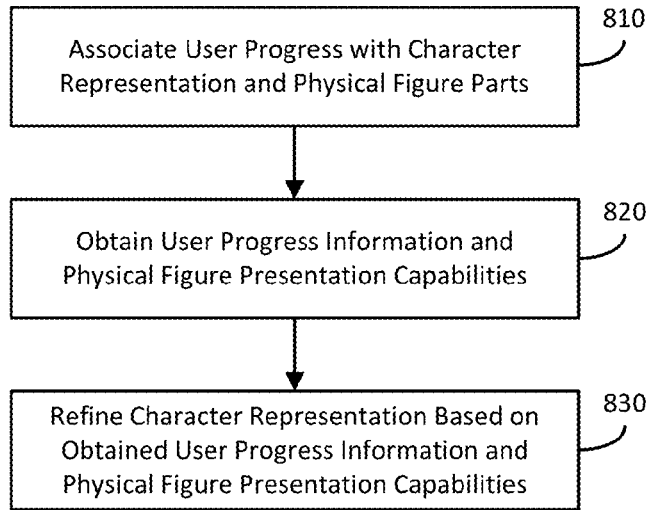 810
Associate User Progress with Character
Representation and Physical Figure Parts
820
Obtain User Progress Information and
Physical Figure Presentation Capabilities
830
Refine Character Representation Based on
Obtained User Progress Information and
Physical Figure Presentation Capabilities